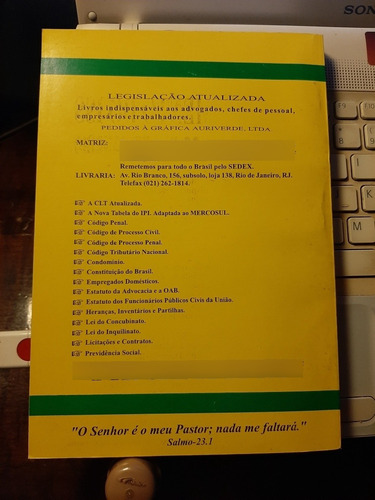 SON
LEGISLAÇÃO ATUALIZADA
Livros indispensáveis aos advogados, chefes de pessoal,
empresários e trabalhadores.
PEDIDOS À GRÁFICA AURIVERDE, LTDA
MATRIZ:
Remetemos para todo o Brasil pelo SEDEX.
LIVRARIA: Av. Rio Branco, 156, subsolo, loja 138, Rio de Janeiro, RJ.
Telefax (021) 262-1814.
A CLT Atualizada.
A Nova Tabela do IPI. Adaptada ao MERCOSUL.
Código Penal.
Código de Processo Civil.
Código de Processo Penal.
Código Tributário Nacional.
Condomínio.
Constituição do Brasil.
Empregados Domésticos.
Estatuto da Advocacia e a OAB.
Estatuto dos Funcionários Públicos Civis da União.
Heranças, Inventários e Partilhas.
Lei do Concubinato.
Lei do Inquilinato.
Licitações e Contratos.
Previdência Social.
"O Senhor é o meu Pastor; nada me faltará."
Salmo-23.1